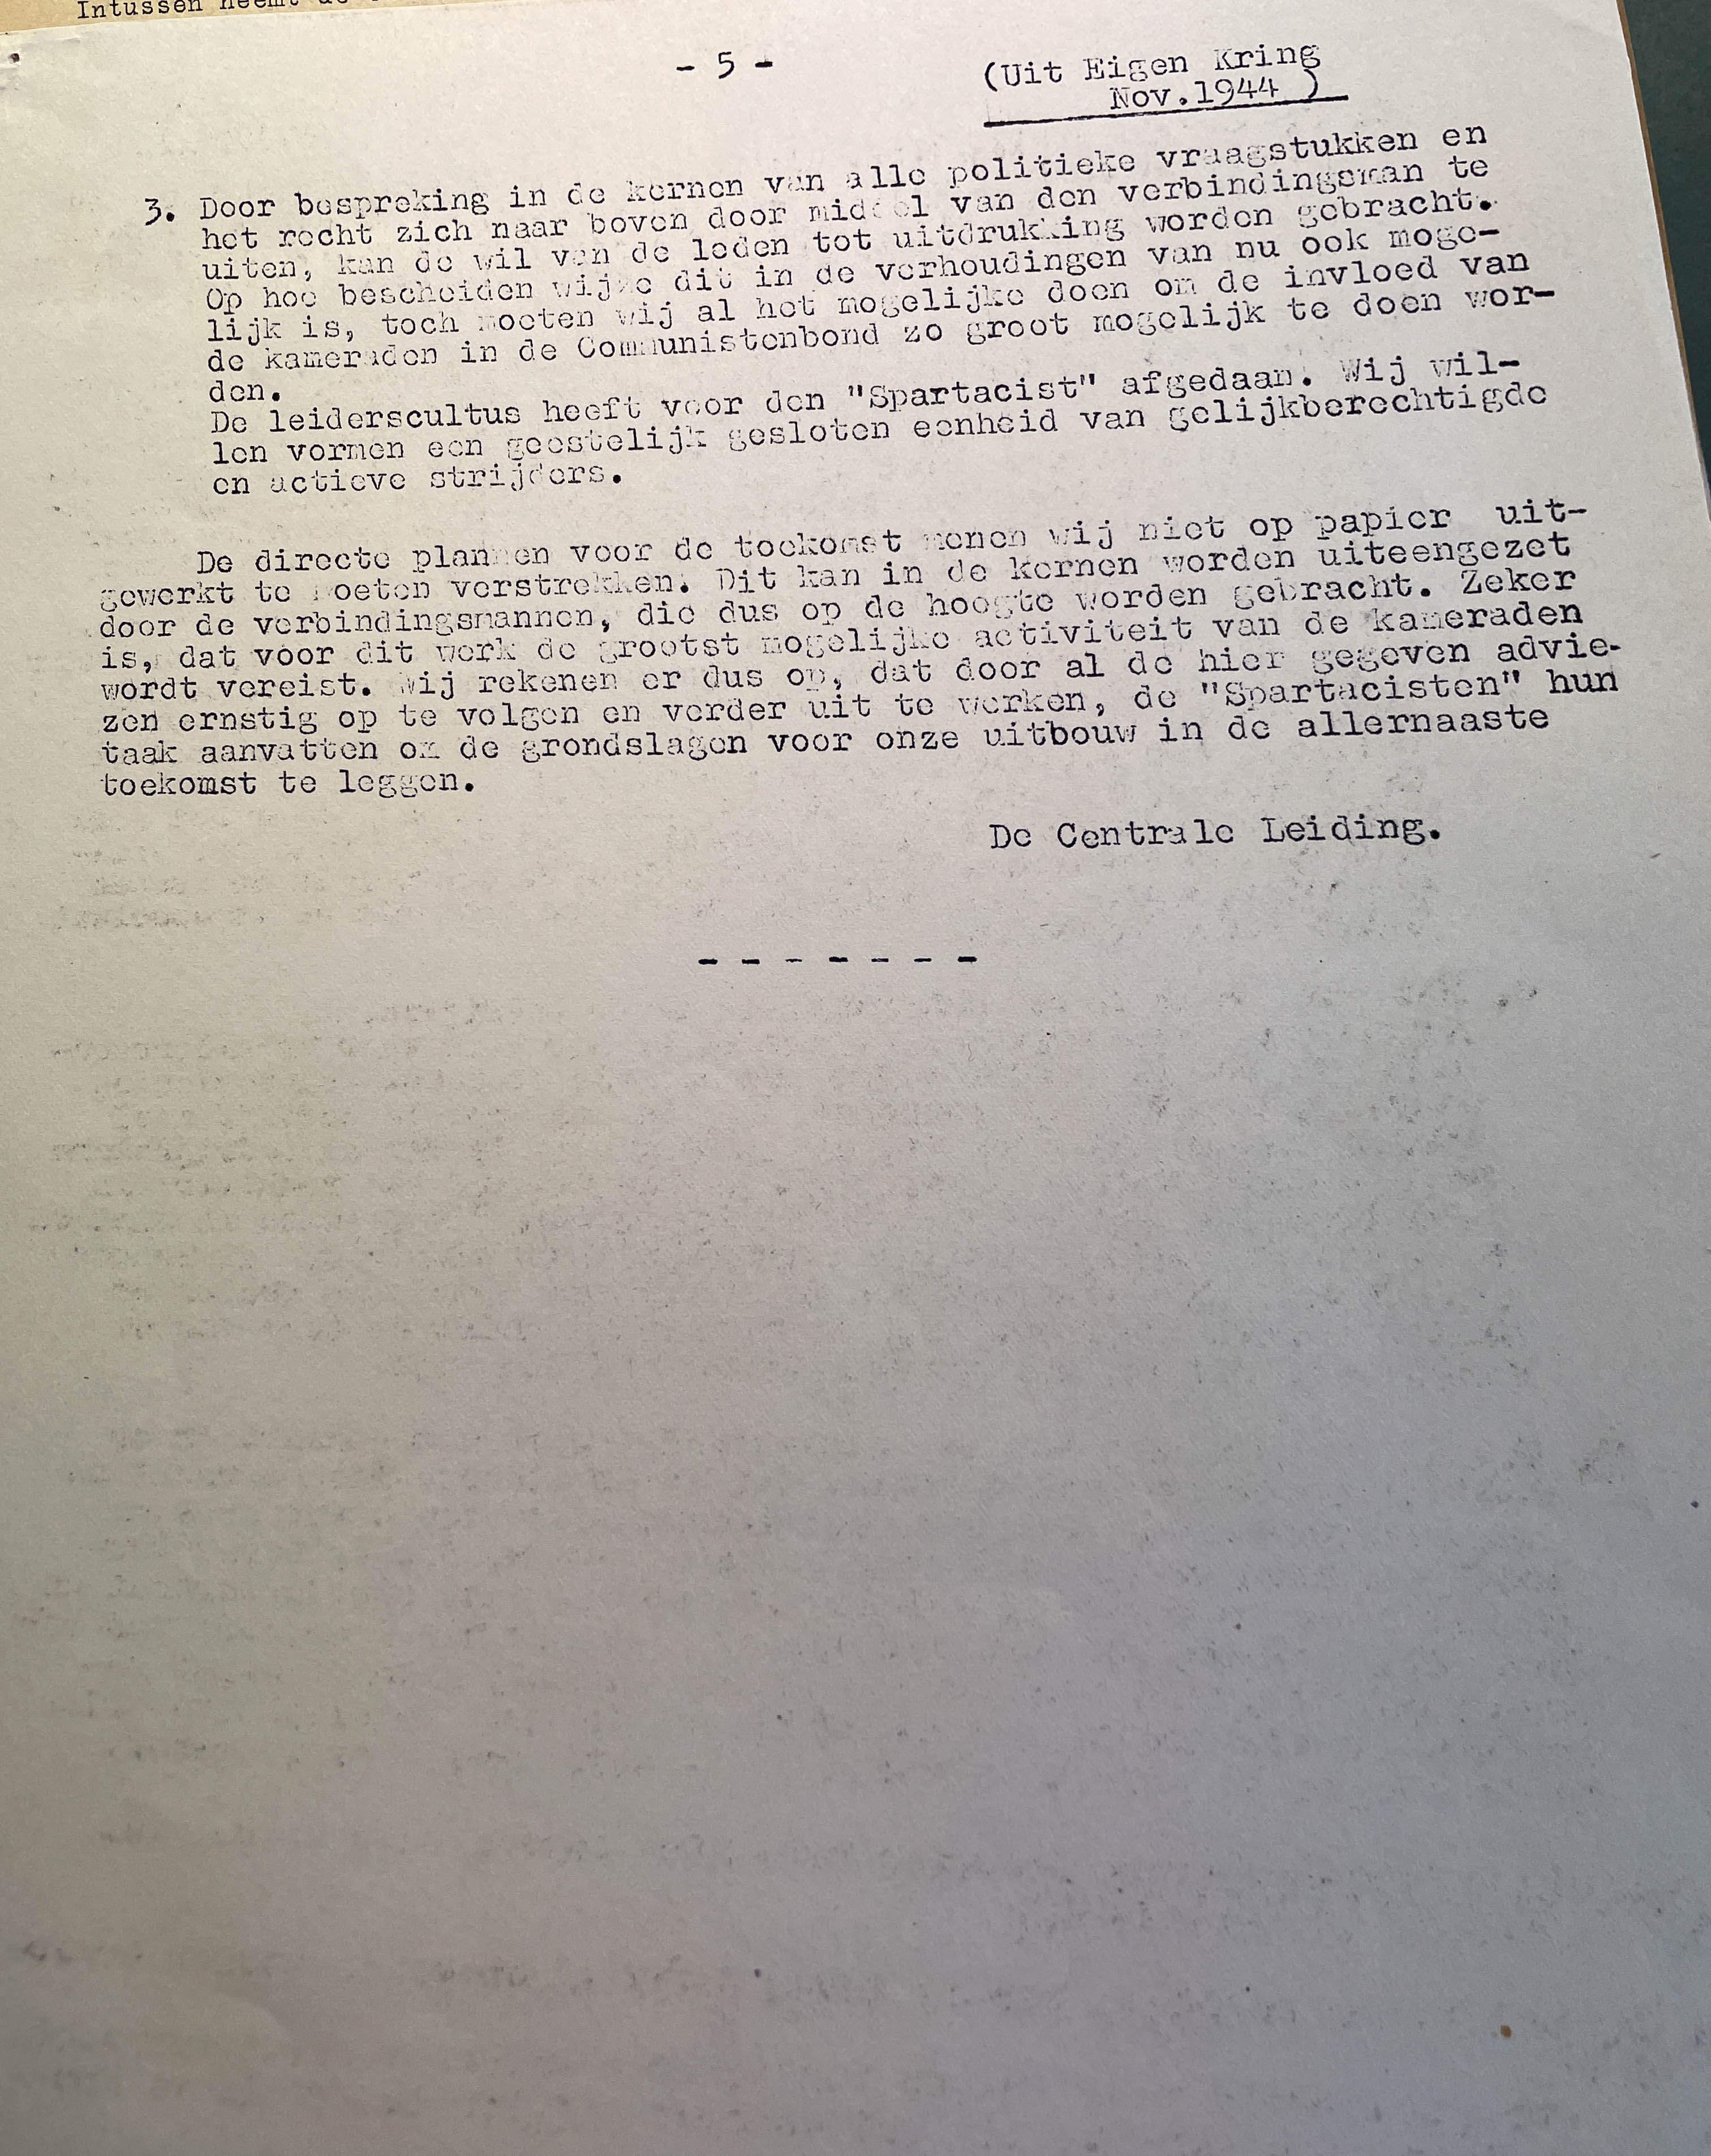 Intussen neemt de
- 5 -
(Uit Eigen Kring
Nov.1944 )
3. Door bespreking in de kernen van alle politieke vraagstukken en
het recht zich naar boven door middel van den verbindingsman te
uiten, kan de wil van de leden tot uitdrukking worden gebracht.
Op hoe bescheiden wijze dit in de verhoudingen van nu ook moge-
lijk is, toch moeten wij al het mogelijke doen om de invloed van
de kameraden in de Communistenbond zo groot mogelijk te doen wor-
den.
De leiderscultus heeft voor den "Spartacist" afgedaan. Wij wil-
len vormen een geestelijk gesloten eenheid van gelijkberechtigde
en actieve strijders.
De directe plannen voor de toekomst menen wij niet op papier uit-
gewerkt te moeten verstrekken. Dit kan in de kernen worden uiteengezet
door de verbindingsmannen, die dus op de hoogte worden gebracht. Zeker
is, dat voor dit werk de grootst mogelijke activiteit van de kameraden
wordt vereist. Wij rekenen er dus op, dat door al de hier gegeven advie-
zen ernstig op te volgen en verder uit te werken, de "Spartacisten" hun
taak aanvatten om de grondslagen voor onze uitbouw in de allernaaste
toekomst te leggen.
De Centrale Leiding.
- - - - - - -